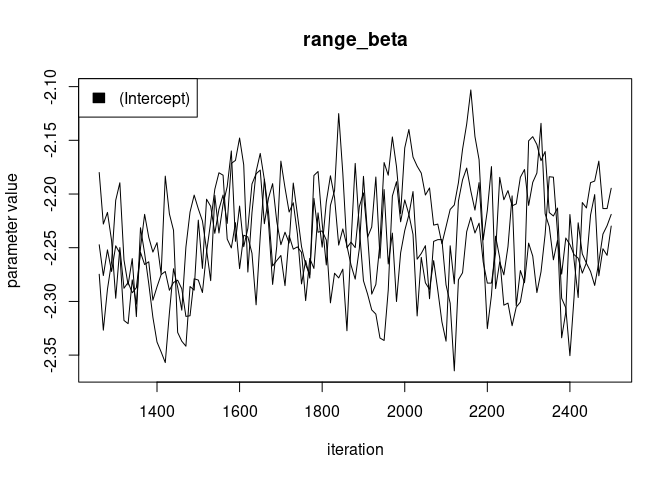 range_beta
(Intercept)
parameter value
-2.10
-2.15
-2.20
-2.25
-2.30
-2.35
1400 1600 1800 2000 2200 2400
iteration